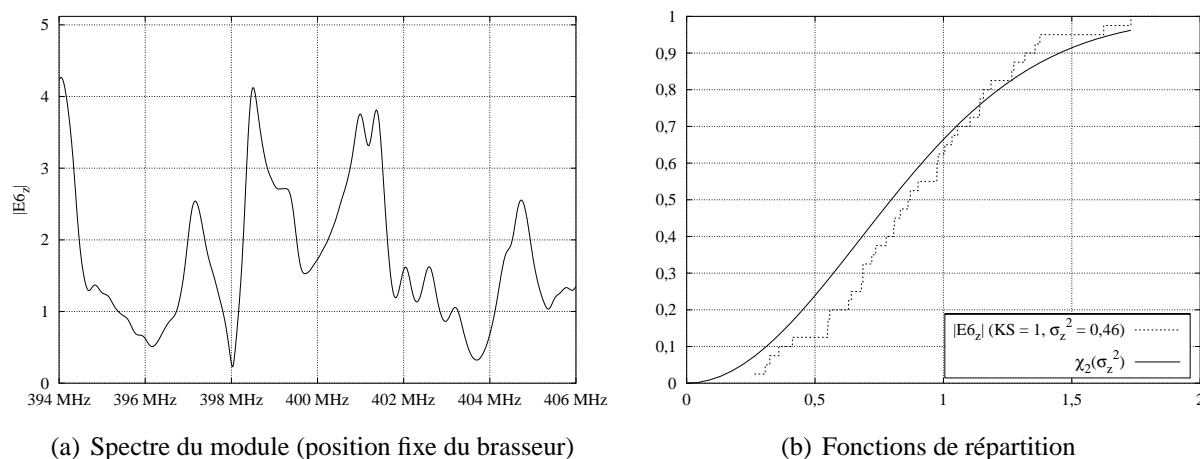 5
4
3
2
1
0
|E6z|
394 MHz 396 MHz 398 MHz 400 MHz 402 MHz 404 MHz 406 MHz
(a) Spectre du module (position fixe du brasseur)
1
0,9
0,8
0,7
0,6
0,5
0,4
0,3
0,2
0,1
0
|E6z| (KS = 1, σz² = 0,46)
χ2(σz²)
0 0,5 1 1,5 2
(b) Fonctions de répartition